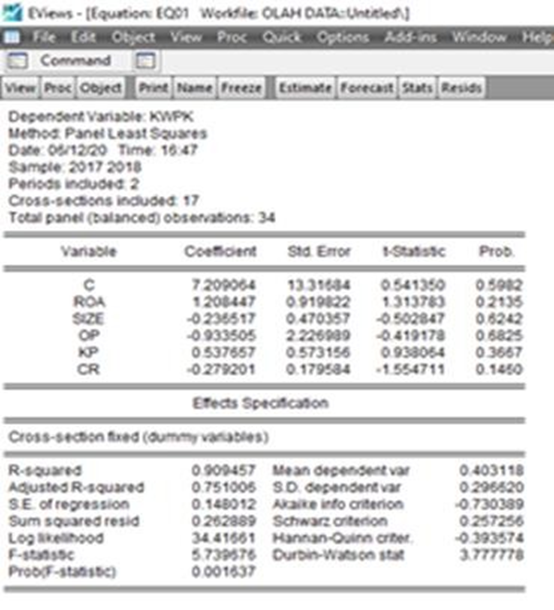 EViews - [Equation: EQ01 Workfile: OLAH DATA::Untitled\]
File Edit Object View Proc Quick Options Add-ins Window Help
Command
View Proc Object Print Name Freeze Estimate Forecast Stats Resids
Dependent Variable: KWPK
Method: Panel Least Squares
Date: 06/12/20 Time: 16:47
Sample: 2017 2018
Periods included: 2
Cross-sections included: 17
Total panel (balanced) observations: 34
Variable Coefficient Std. Error t-Statistic Prob.
C 7.209064 13.31684 0.541350 0.5982
ROA 1.208447 0.919822 1.313783 0.2135
SIZE -0.236517 0.470357 -0.502847 0.6242
OP -0.933505 2.226989 -0.419178 0.6825
KP 0.537657 0.573156 0.938064 0.3667
CR -0.279201 0.179584 -1.554711 0.1460
Effects Specification
Cross-section fixed (dummy variables)
R-squared 0.909457 Mean dependent var 0.403118
Adjusted R-squared 0.751006 S.D. dependent var 0.296620
S.E. of regression 0.148012 Akaike info criterion -0.730389
Sum squared resid 0.262889 Schwarz criterion 0.257256
Log likelihood 34.41661 Hannan-Quinn criter. -0.393574
F-statistic 5.739676 Durbin-Watson stat 3.777778
Prob(F-statistic) 0.001637